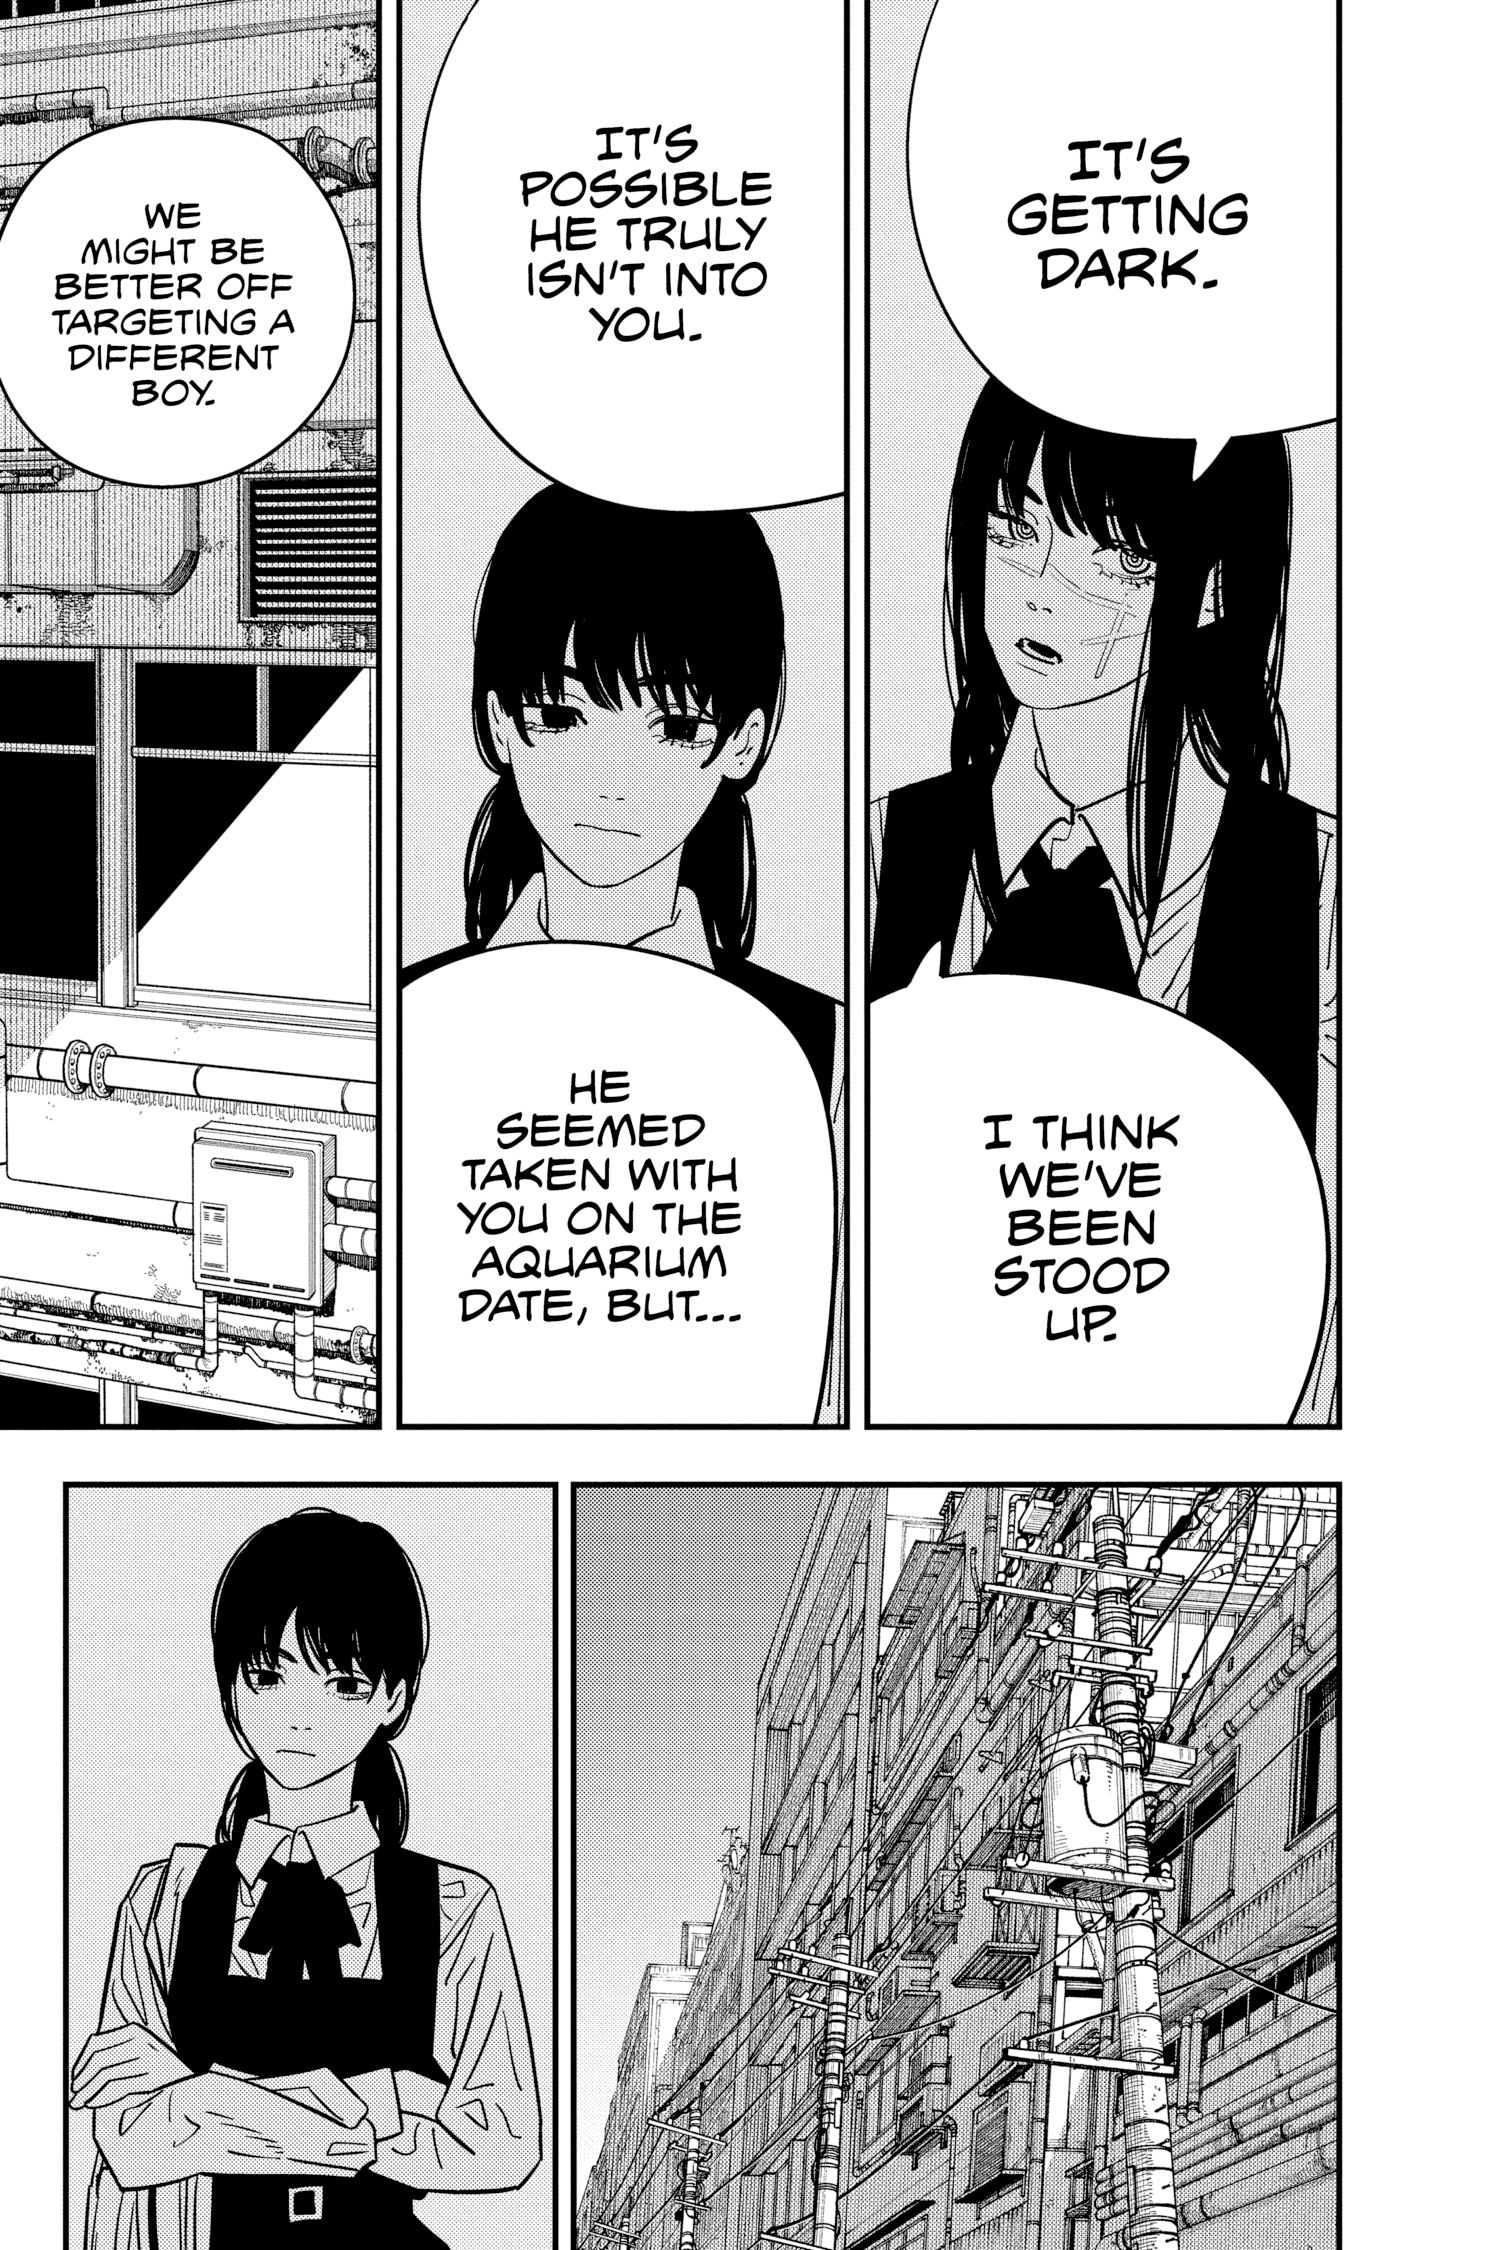 IT'S
GETTING
DARK.
I THINK
WE'VE
BEEN
STOOD
UP.
IT'S
POSSIBLE
HE TRULY
ISN'T INTO
YOU.
HE
SEEMED
TAKEN WITH
YOU ON THE
AQUARIUM
DATE, BUT...
WE
MIGHT BE
BETTER OFF
TARGETING A
DIFFERENT
BOY.